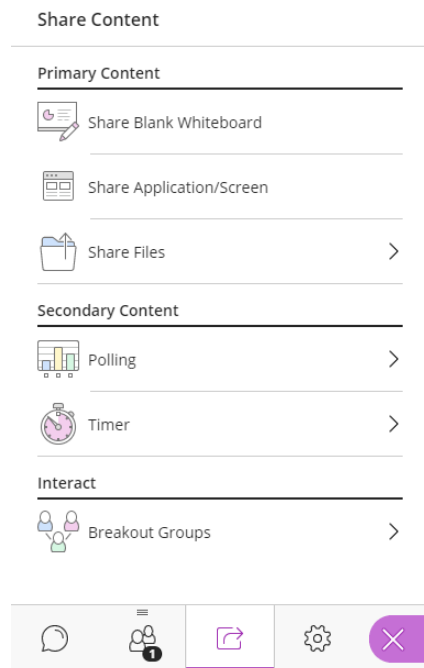 Share Content
Primary Content
Share Blank Whiteboard
Share Application/Screen
Share Files
Secondary Content
Polling
Timer
Interact
Breakout Groups
1